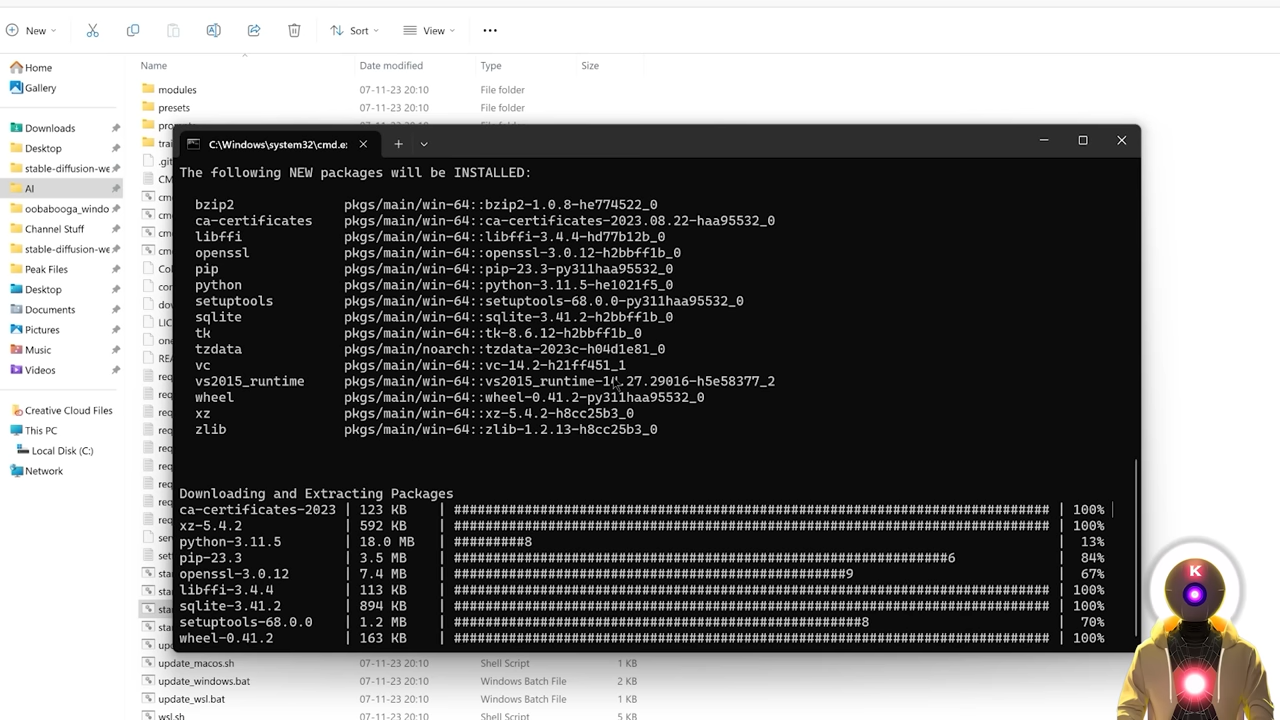 New
Sort
View
Name
Date modified
Type
Size
Home
Gallery
Downloads
Desktop
stable-diffusion-we
AI
oobabooga_windo
Channel Stuff
stable-diffusion-we
Peak Files
Desktop
Documents
Pictures
Music
Videos
Creative Cloud Files
This PC
Local Disk (C:)
Network
modules 07-11-23 20:10 File folder
presets 07-11-23 20:10 File folder
C:\Windows\system32\cmd.e
The following NEW packages will be INSTALLED:
bzip2 pkgs/main/win-64::bzip2-1.0.8-he774522_0
ca-certificates pkgs/main/win-64::ca-certificates-2023.08.22-haa95532_0
libffi pkgs/main/win-64::libffi-3.4.4-hd77b12b_0
openssl pkgs/main/win-64::openssl-3.0.12-h2bbff1b_0
pip pkgs/main/win-64::pip-23.3-py311haa95532_0
python pkgs/main/win-64::python-3.11.5-he1021f5_0
setuptools pkgs/main/win-64::setuptools-68.0.0-py311haa95532_0
sqlite pkgs/main/win-64::sqlite-3.41.2-h2bbff1b_0
tk pkgs/main/win-64::tk-8.6.12-h2bbff1b_0
tzdata pkgs/main/noarch::tzdata-2023c-h04d1e81_0
vc pkgs/main/win-64::vc-14.2-h21ff451_1
vs2015_runtime pkgs/main/win-64::vs2015_runtime-14.27.29016-h5e58377_2
wheel pkgs/main/win-64::wheel-0.41.2-py311haa95532_0
xz pkgs/main/win-64::xz-5.4.2-h8cc25b3_0
zlib pkgs/main/win-64::zlib-1.2.13-h8cc25b3_0
Downloading and Extracting Packages
ca-certificates-2023 | 123 KB | 100%
xz-5.4.2 | 592 KB | 100%
python-3.11.5 | 18.0 MB | 8 | 13%
pip-23.3 | 3.5 MB | 6 | 84%
openssl-3.0.12 | 7.4 MB | 9 | 67%
libffi-3.4.4 | 113 KB | 100%
sqlite-3.41.2 | 894 KB | 100%
setuptools-68.0.0 | 1.2 MB | 8 | 70%
wheel-0.41.2 | 163 KB | 100%
update_macos.sh 07-11-23 20:10 Shell Script 1 KB
update_windows.bat 07-11-23 20:10 Windows Batch File 2 KB
update_wsl.bat 07-11-23 20:10 Windows Batch File 1 KB
wsl.sh 07-11-23 20:10 Shell Script 5 KB
K